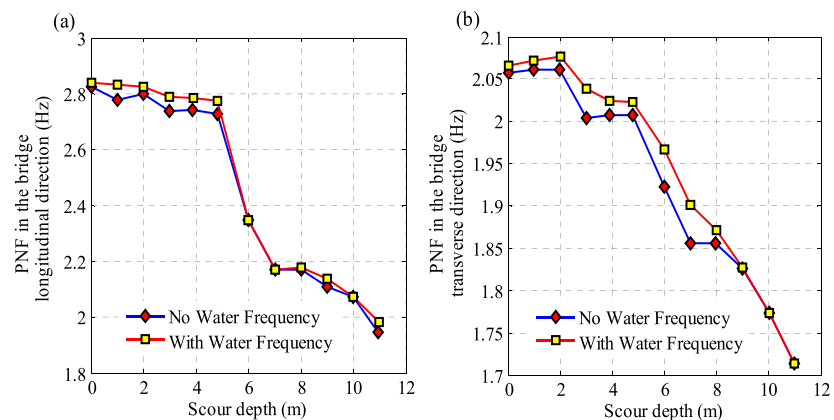 (a)
3
2.8
2.6
2.4
2.2
2
1.8
0 2 4 6 8 10 12
PNF in the bridge
longitudinal direction (Hz)
Scour depth (m)
No Water Frequency
With Water Frequency
(b)
2.1
2.05
2
1.95
1.9
1.85
1.8
1.75
1.7
0 2 4 6 8 10 12
PNF in the bridge
transverse direction (Hz)
Scour depth (m)
No Water Frequency
With Water Frequency